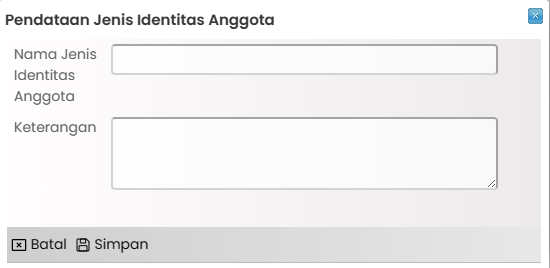 Pendataan Jenis Identitas Anggota
Nama Jenis
Identitas
Anggota
Keterangan
Batal Simpan